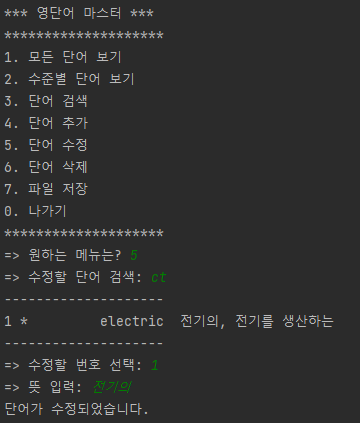 *** 영단어 마스터 ***
********************
1. 모든 단어 보기
2. 수준별 단어 보기
3. 단어 검색
4. 단어 추가
5. 단어 수정
6. 단어 삭제
7. 파일 저장
0. 나가기
********************
=> 원하는 메뉴는? 5
=> 수정할 단어 검색: ct
--------------------
1 *         electric  전기의, 전기를 생산하는
--------------------
=> 수정할 번호 선택: 1
=> 뜻 입력: 전기의
단어가 수정되었습니다.